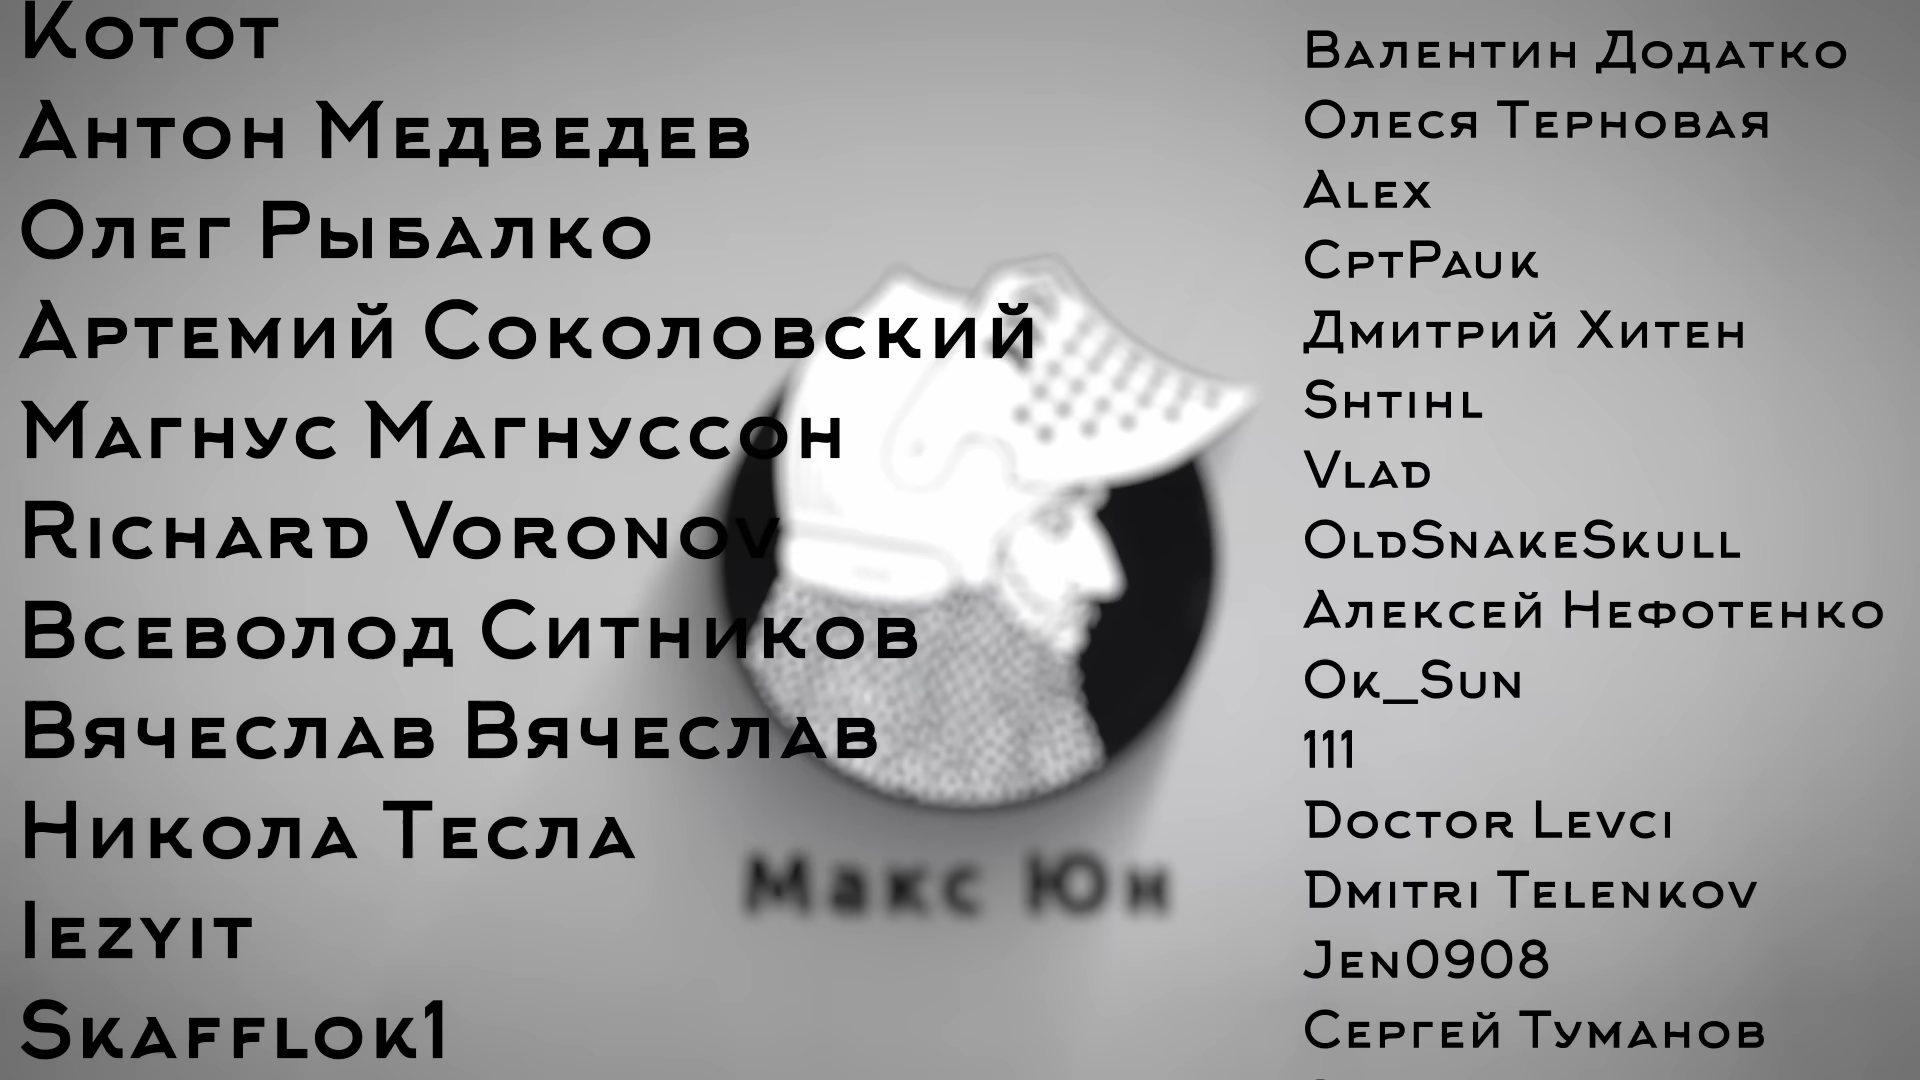 Котот
Антон Медведев
Олег Рыбалко
Артемий Соколовский
Магнус Магнуссон
Richard Voronov
Всеволод Ситников
Вячеслав Вячеслав
Никола Тесла
Iezyit
Skafflok1
Валентин Додатко
Олеся Терновая
Alex
CptPauk
Дмитрий Хитен
Shtihl
Vlad
OldSnakeSkull
Алексей Нефотенко
Ok_Sun
111
Doctor Levci
Dmitri Telenkov
Jen0908
Сергей Туманов
Макс Юн